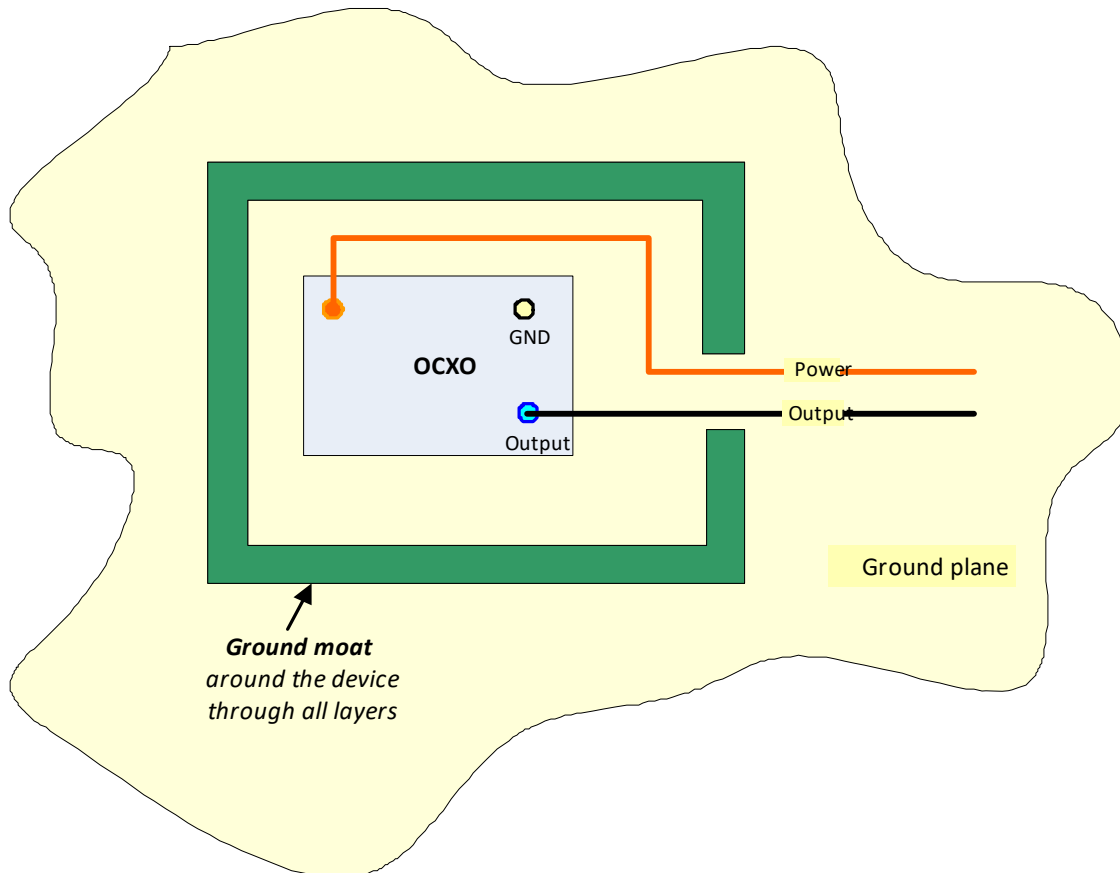 GND
OCXO
Power
Output
Output
Ground plane
Ground moat
around the device
through all layers